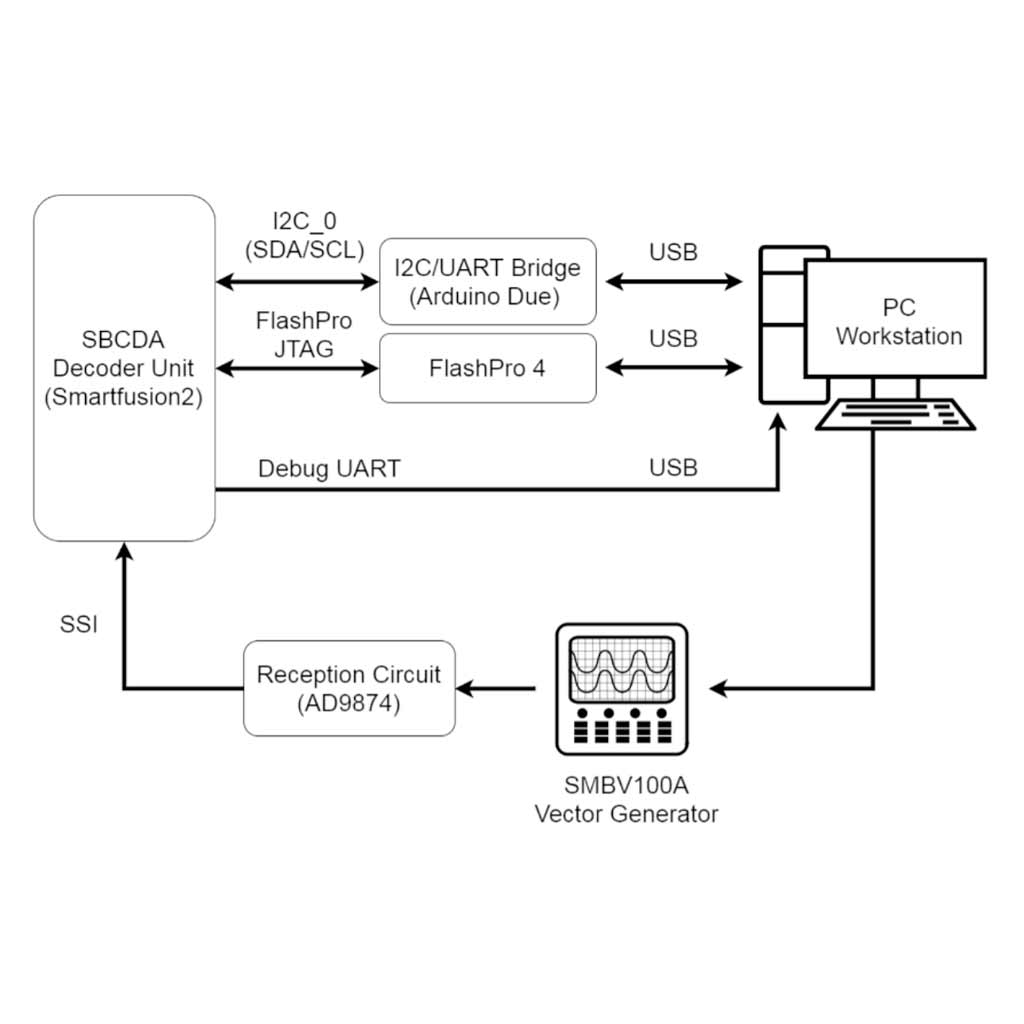 I2C_0
(SDA/SCL)
I2C/UART Bridge
(Arduino Due)
USB
PC
Workstation
SBCDA
Decoder Unit
(Smartfusion2)
FlashPro
JTAG
FlashPro 4
USB
Debug UART
USB
SSI
Reception Circuit
(AD9874)
SMBV100A
Vector Generator